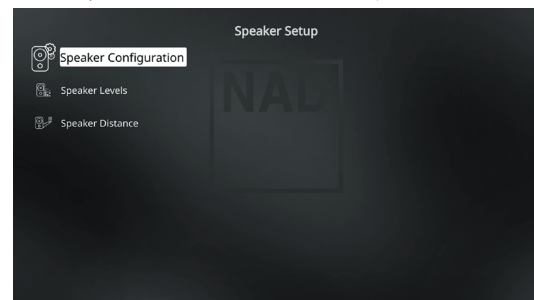 Speaker Setup
Speaker Configuration
NAD
Speaker Levels
Speaker Distance